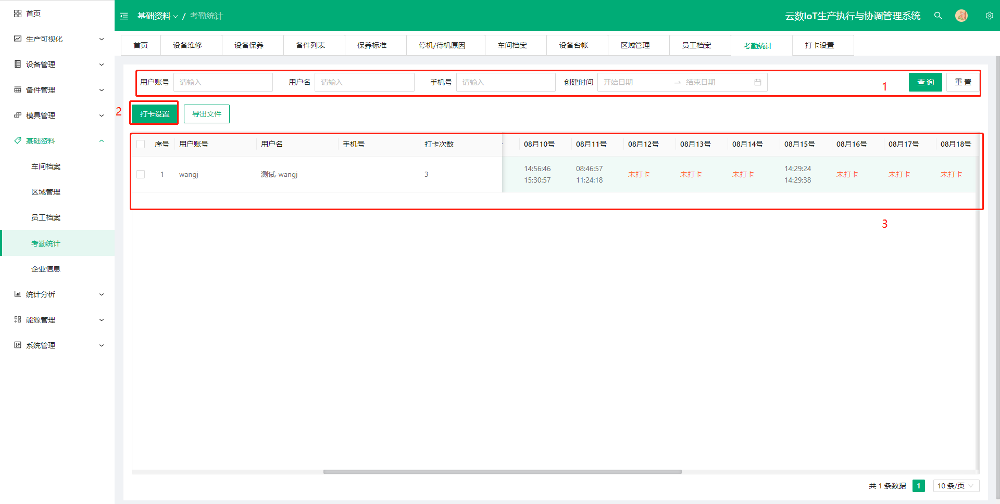 首页
生产可视化
设备管理
备件管理
模具管理
基础资料
车间档案
区域管理
员工档案
考勤统计
企业信息
统计分析
能源管理
系统管理
基础资料 / 考勤统计
云数IoT生产执行与协调管理系统
首页 设备维修 设备保养 备件列表 保养标准 停机/待机原因 车间档案 设备台帐 区域管理 员工档案 考勤统计 打卡设置
用户账号 请输入 用户名 请输入 手机号 请输入 创建时间 开始日期 → 结束日期 1 查 询 重 置
2 打卡设置 导出文件
序号 用户账号 用户名 手机号 打卡次数 08月10号 08月11号 08月12号 08月13号 08月14号 08月15号 08月16号 08月17号 08月18号
1 wangj 测试-wangj 3 14:56:46 15:30:57 08:46:57 11:24:18 未打卡 未打卡 未打卡 14:29:24 14:29:38 未打卡 未打卡 未打卡
3
共 1 条数据 1 10 条/页